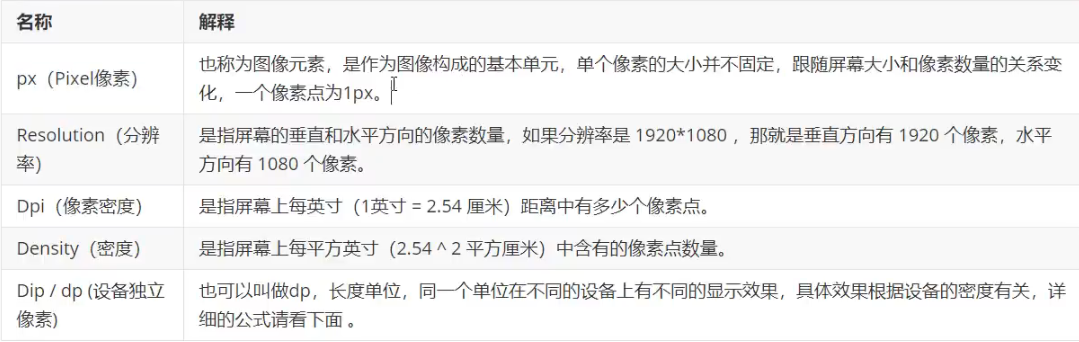 名称 解释
px（Pixel像素） 也称为图像元素，是作为图像构成的基本单元，单个像素的大小并不固定，跟随屏幕大小和像素数量的关系变
化，一个像素点为1px。
Resolution（分辨 是指屏幕的垂直和水平方向的像素数量，如果分辨率是 1920*1080 ，那就是垂直方向有 1920 个像素，水平
率） 方向有 1080 个像素。
Dpi（像素密度） 是指屏幕上每英寸（1英寸 = 2.54 厘米）距离中有多少个像素点。
Density（密度） 是指屏幕上每平方英寸（2.54 ^ 2 平方厘米）中含有的像素点数量。
Dip / dp (设备独立 也可以叫做dp，长度单位，同一个单位在不同的设备上有不同的显示效果，具体效果根据设备的密度有关，详
像素) 细的公式请看下面 。